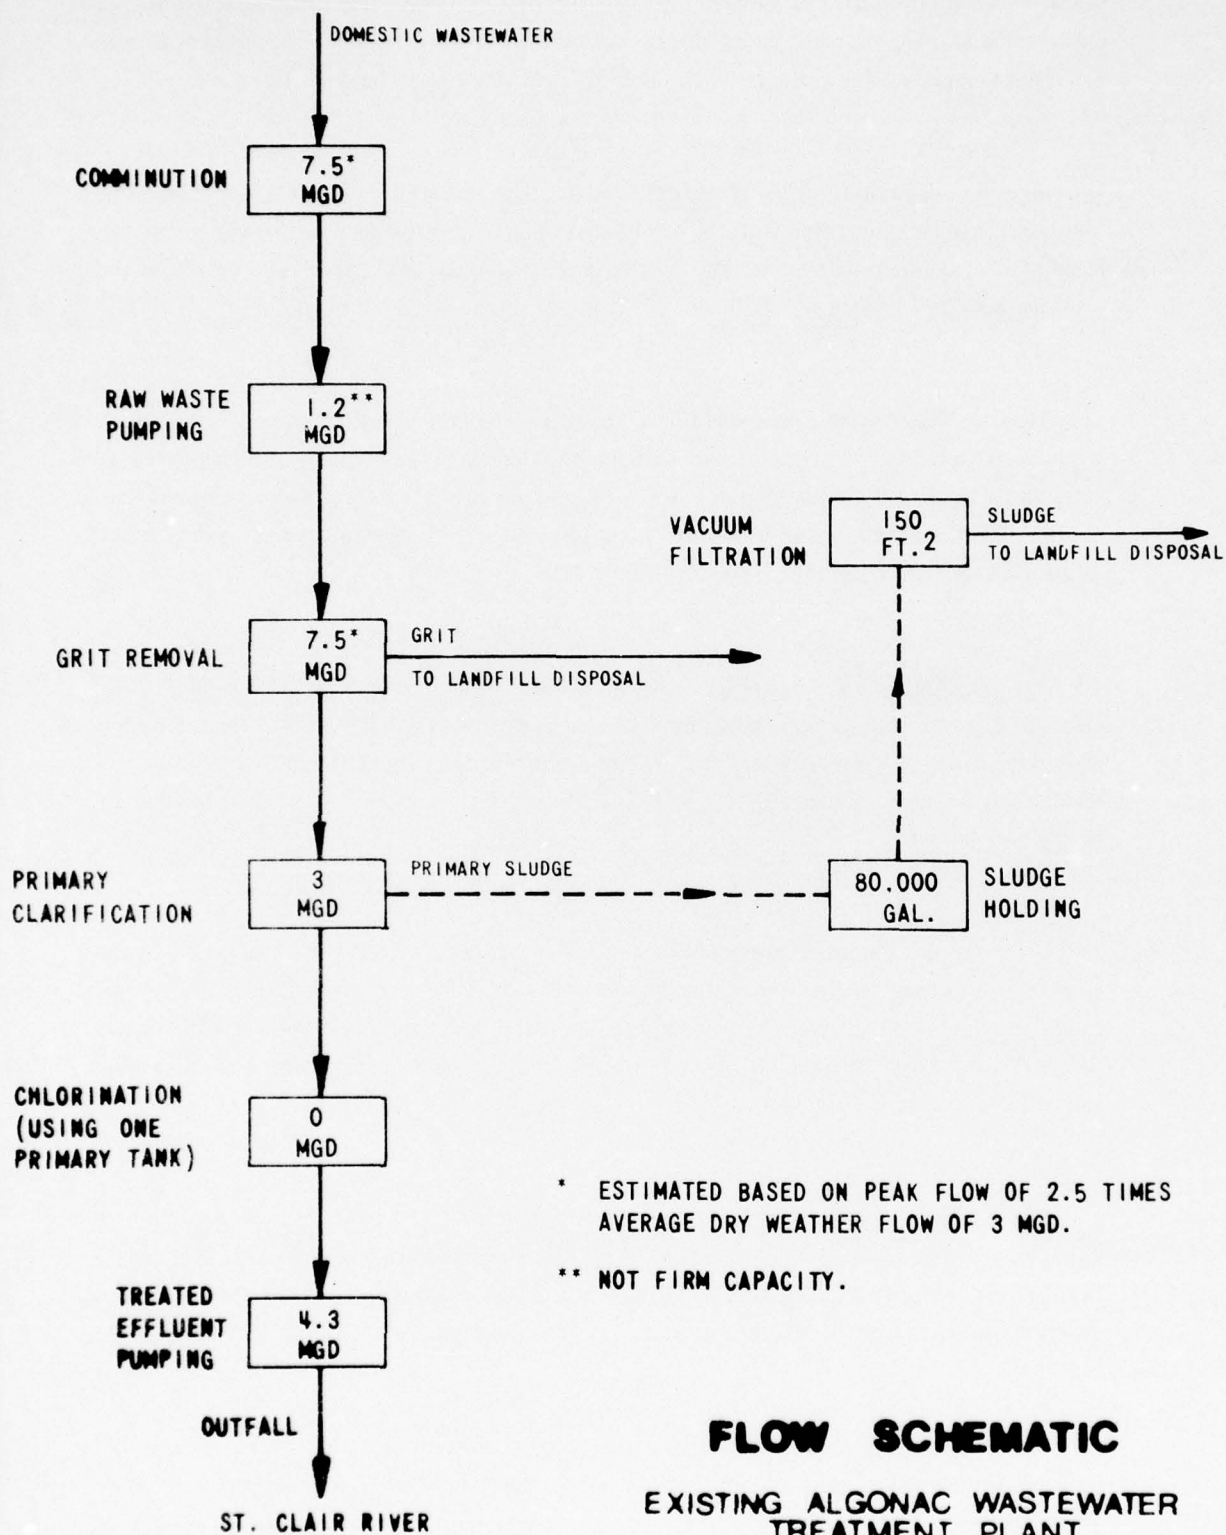 DOMESTIC WASTEWATER
COMMINUTION
7.5*
MGD
RAW WASTE
PUMPING
1.2**
MGD
VACUUM
FILTRATION
150
FT.2
SLUDGE
TO LANDFILL DISPOSAL
GRIT REMOVAL
7.5*
MGD
GRIT
TO LANDFILL DISPOSAL
PRIMARY
CLARIFICATION
3
MGD
PRIMARY SLUDGE
80,000
GAL.
SLUDGE
HOLDING
CHLORINATION
(USING ONE
PRIMARY TANK)
0
MGD
* ESTIMATED BASED ON PEAK FLOW OF 2.5 TIMES
AVERAGE DRY WEATHER FLOW OF 3 MGD.
** NOT FIRM CAPACITY.
TREATED
EFFLUENT
PUMPING
4.3
MGD
OUTFALL
ST. CLAIR RIVER
FLOW SCHEMATIC
EXISTING ALGONAC WASTEWATER
TREATMENT PLANT